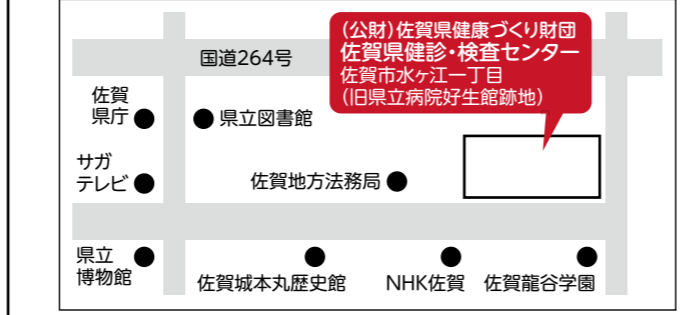 (公財)佐賀県健康づくり財団
佐賀県健診・検査センター
佐賀市水ヶ江一丁目
(旧県立病院好生館跡地)
国道264号
佐賀
県庁
県立図書館
サガ
テレビ
佐賀地方法務局
県立
博物館
佐賀城本丸歴史館
NHK佐賀
佐賀龍谷学園